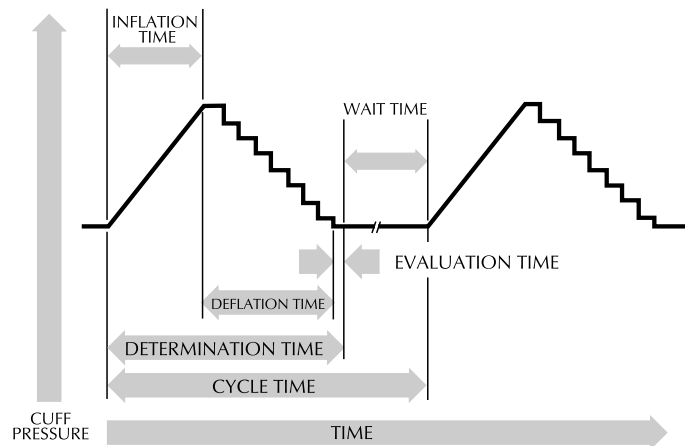 INFLATION
TIME
WAIT TIME
EVALUATION TIME
DEFLATION TIME
DETERMINATION TIME
CYCLE TIME
CUFF
PRESSURE
TIME